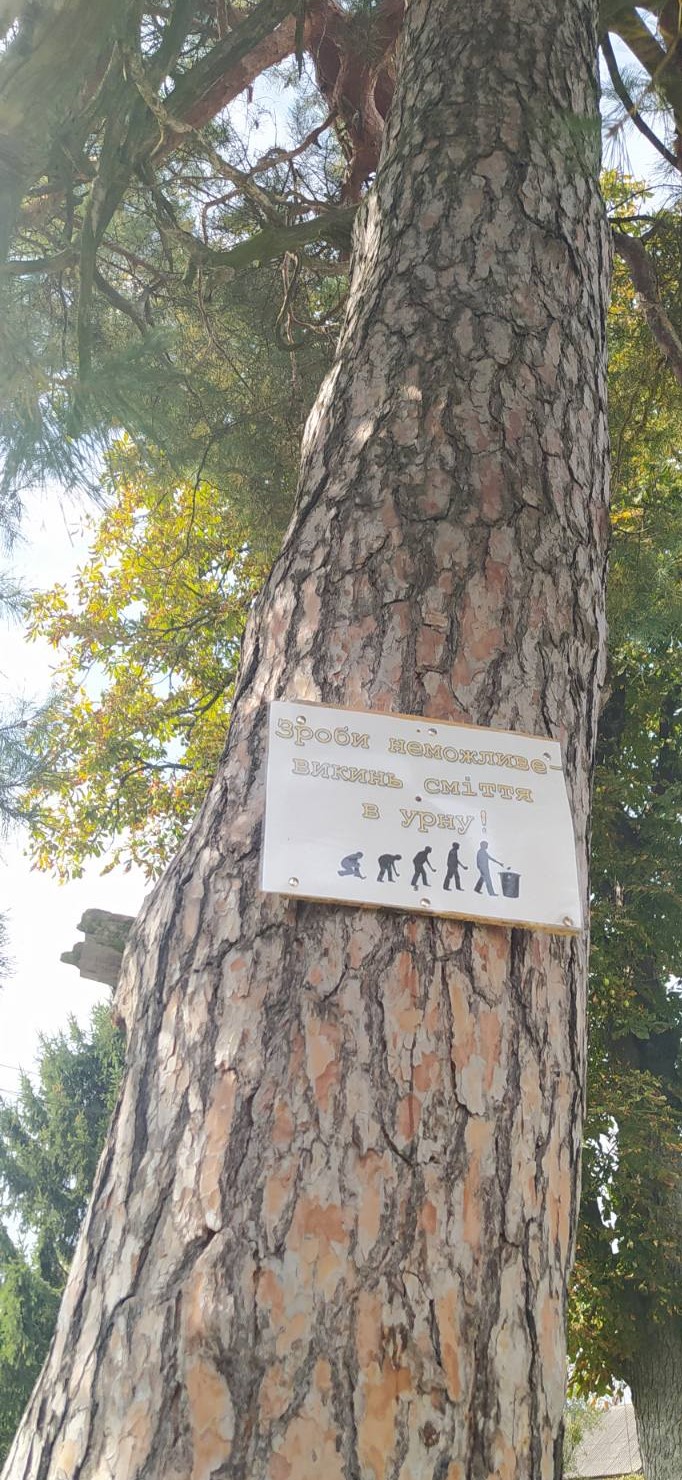 Зроби неможливе-
викинь сміття
в урну!